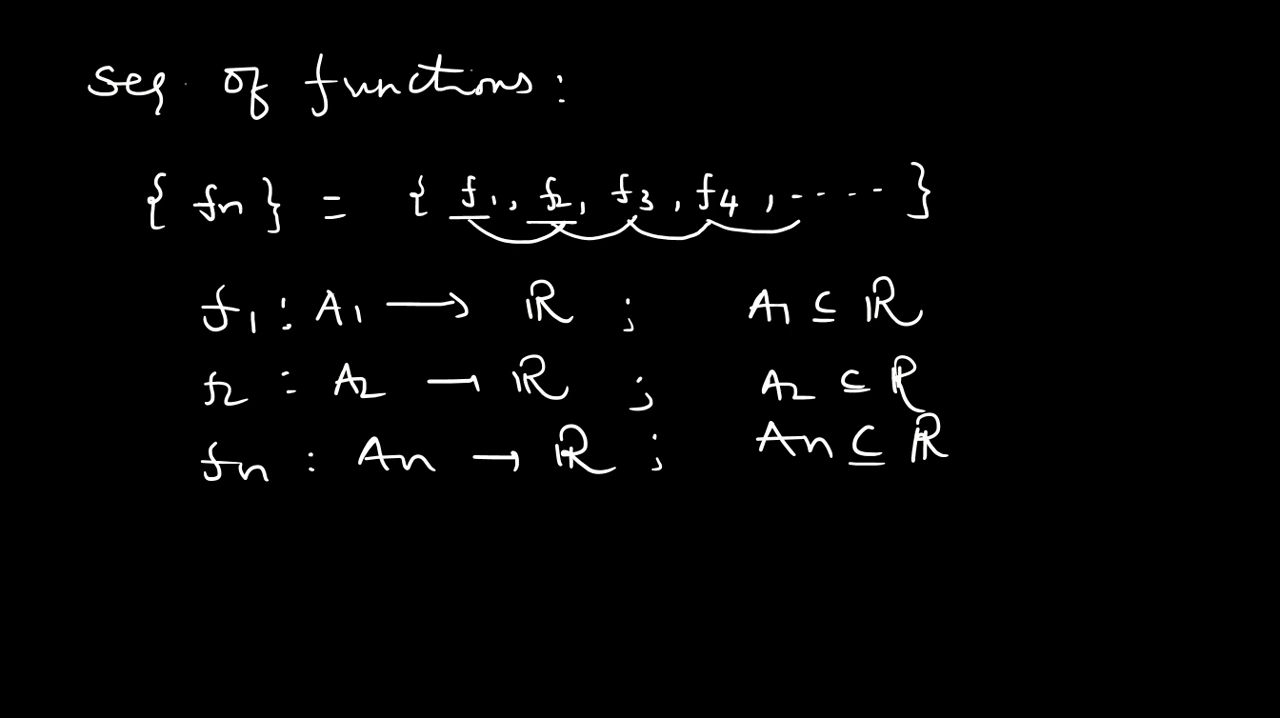 seq of functions:
{fn} = {f1, f2, f3, f4, .....}
f1 : A1 ⟶ ℝ ; A1 ⊆ ℝ
f2 : A2 → ℝ ; A2 ⊆ ℝ
fn : An → ℝ ; An ⊆ ℝ